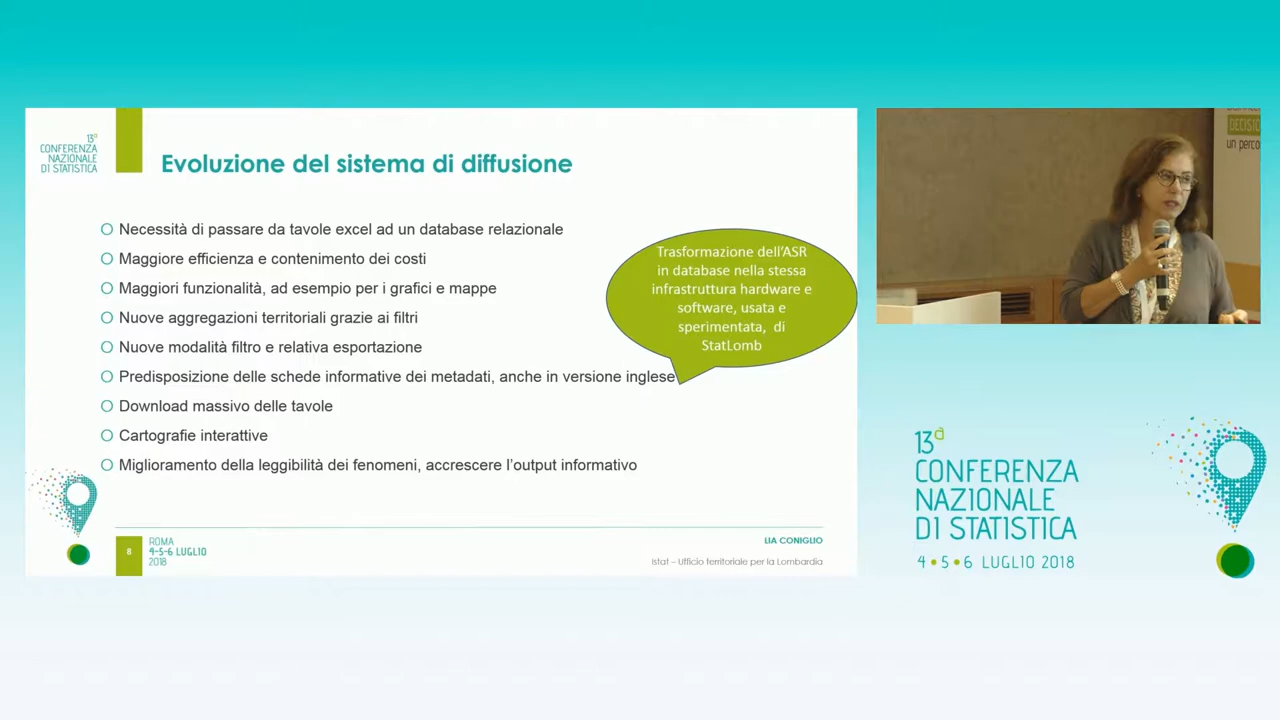 13ª
CONFERENZA
NAZIONALE
DI STATISTICA
Evoluzione del sistema di diffusione
Necessità di passare da tavole excel ad un database relazionale
Maggiore efficienza e contenimento dei costi
Maggiori funzionalità, ad esempio per i grafici e mappe
Nuove aggregazioni territoriali grazie ai filtri
Nuove modalità filtro e relativa esportazione
Predisposizione delle schede informative dei metadati, anche in versione inglese
Download massivo delle tavole
Cartografie interattive
Miglioramento della leggibilità dei fenomeni, accrescere l'output informativo
Trasformazione dell'ASR
in database nella stessa
infrastruttura hardware e
software, usata e
sperimentata, di
StatLomb
8
ROMA
4-5-6 LUGLIO
2018
LIA CONIGLIO
Istat – Ufficio territoriale per la Lombardia
DECISIO
un perco
13ª
CONFERENZA
NAZIONALE
DI STATISTICA
4 • 5 • 6 LUGLIO 2018